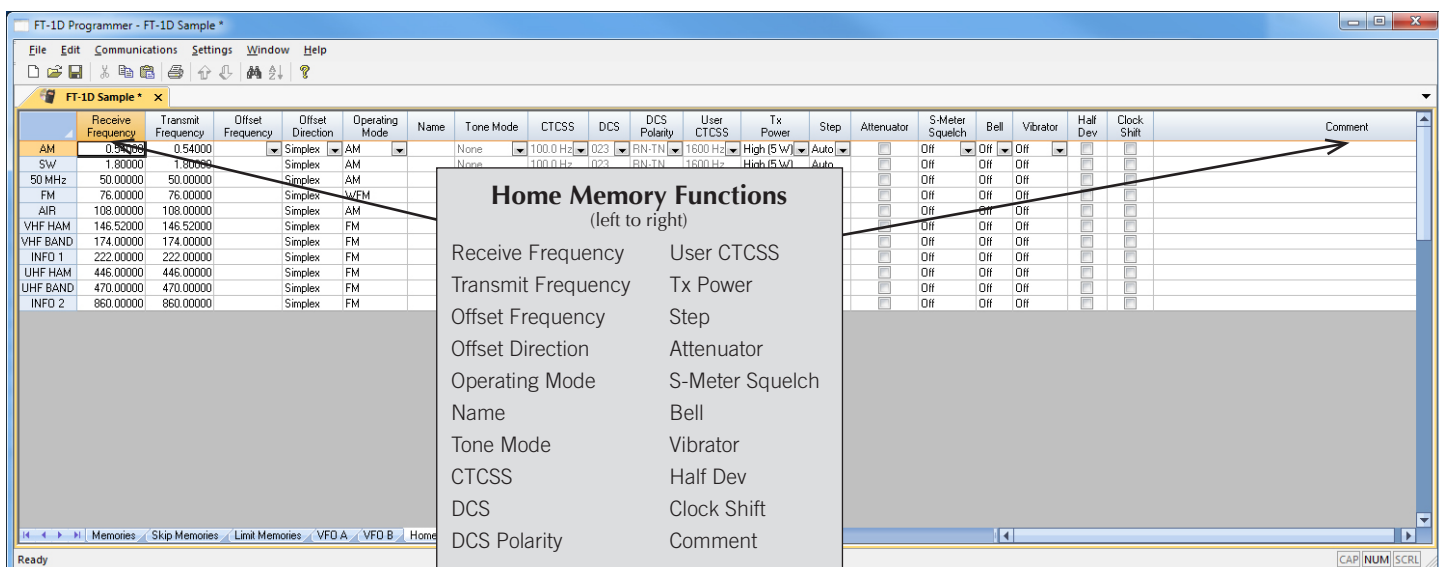 FT-1D Programmer - FT-1D Sample *
File Edit Communications Settings Window Help
FT-1D Sample * x
Receive Frequency Transmit Frequency Offset Frequency Offset Direction Operating Mode Name Tone Mode CTCSS DCS DCS Polarity User CTCSS Tx Power Step Attenuator S-Meter Squelch Bell Vibrator Half Dev Clock Shift Comment
AM 0.54000 0.54000 Simplex AM None 100.0 Hz 023 RN-TN 1600 Hz High (5 W) Auto Off Off Off
SW 1.80000 1.80000 Simplex AM None 100.0 Hz 023 RN-TN 1600 Hz High (5 W) Auto Off Off Off
50 MHz 50.00000 50.00000 Simplex AM Off Off Off
FM 76.00000 76.00000 Simplex WFM Off Off Off
AIR 108.00000 108.00000 Simplex AM Off Off Off
VHF HAM 146.52000 146.52000 Simplex FM Off Off Off
VHF BAND 174.00000 174.00000 Simplex FM Off Off Off
INFO 1 222.00000 222.00000 Simplex FM Off Off Off
UHF HAM 446.00000 446.00000 Simplex FM Off Off Off
UHF BAND 470.00000 470.00000 Simplex FM Off Off Off
INFO 2 860.00000 860.00000 Simplex FM Off Off Off
Home Memory Functions
(left to right)
Receive Frequency
Transmit Frequency
Offset Frequency
Offset Direction
Operating Mode
Name
Tone Mode
CTCSS
DCS
DCS Polarity
User CTCSS
Tx Power
Step
Attenuator
S-Meter Squelch
Bell
Vibrator
Half Dev
Clock Shift
Comment
Memories Skip Memories Limit Memories VFO A VFO B Home
Ready CAP NUM SCRL